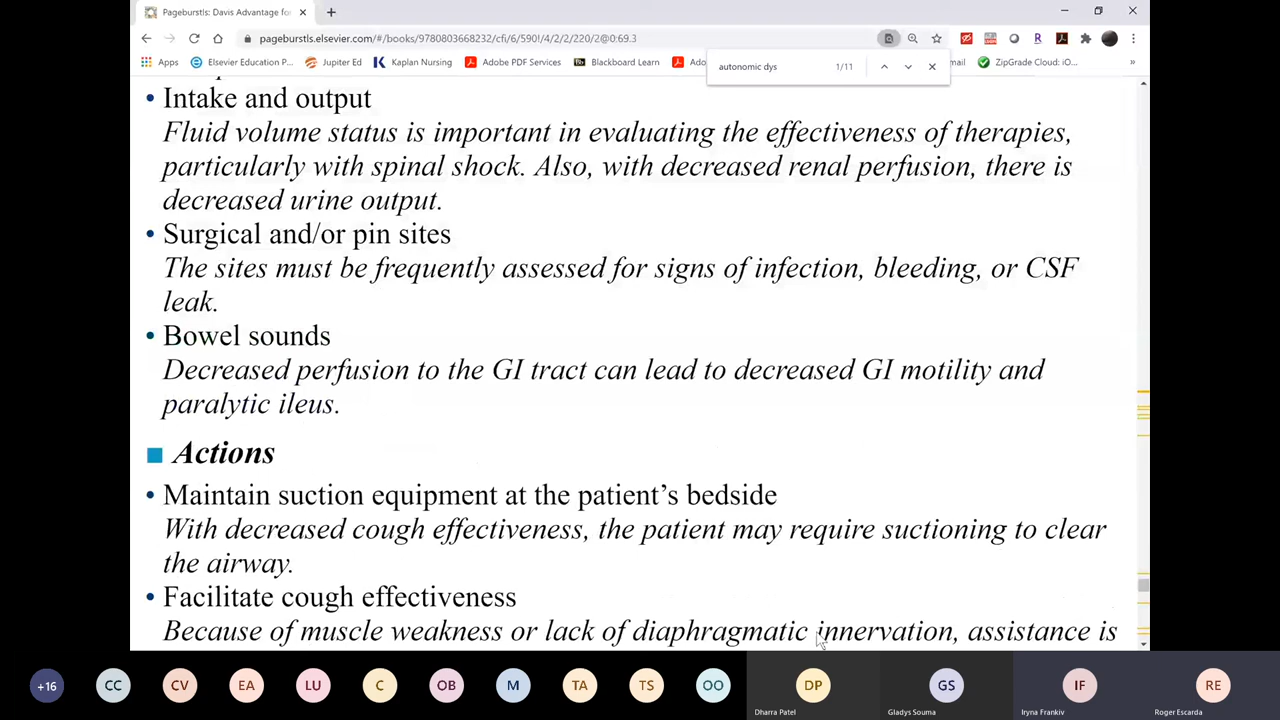 Pageburstls: Davis Advantage for
pageburstls.elsevier.com/#/books/9780803668232/cfi/6/590!/4/2/2/220/2@0:69.3
Apps
Elsevier Education P...
Jupiter Ed
Kaplan Nursing
Adobe PDF Services
Blackboard Learn
Ado
mail
ZipGrade Cloud: iO...
autonomic dys 1/11
• Intake and output
Fluid volume status is important in evaluating the effectiveness of therapies,
particularly with spinal shock. Also, with decreased renal perfusion, there is
decreased urine output.
• Surgical and/or pin sites
The sites must be frequently assessed for signs of infection, bleeding, or CSF
leak.
• Bowel sounds
Decreased perfusion to the GI tract can lead to decreased GI motility and
paralytic ileus.
Actions
• Maintain suction equipment at the patient’s bedside
With decreased cough effectiveness, the patient may require suctioning to clear
the airway.
• Facilitate cough effectiveness
Because of muscle weakness or lack of diaphragmatic innervation, assistance is
+16
CC
CV
EA
LU
C
OB
M
TA
TS
OO
DP
Dharra Patel
GS
Gladys Souma
IF
Iryna Frankiv
RE
Roger Escarda